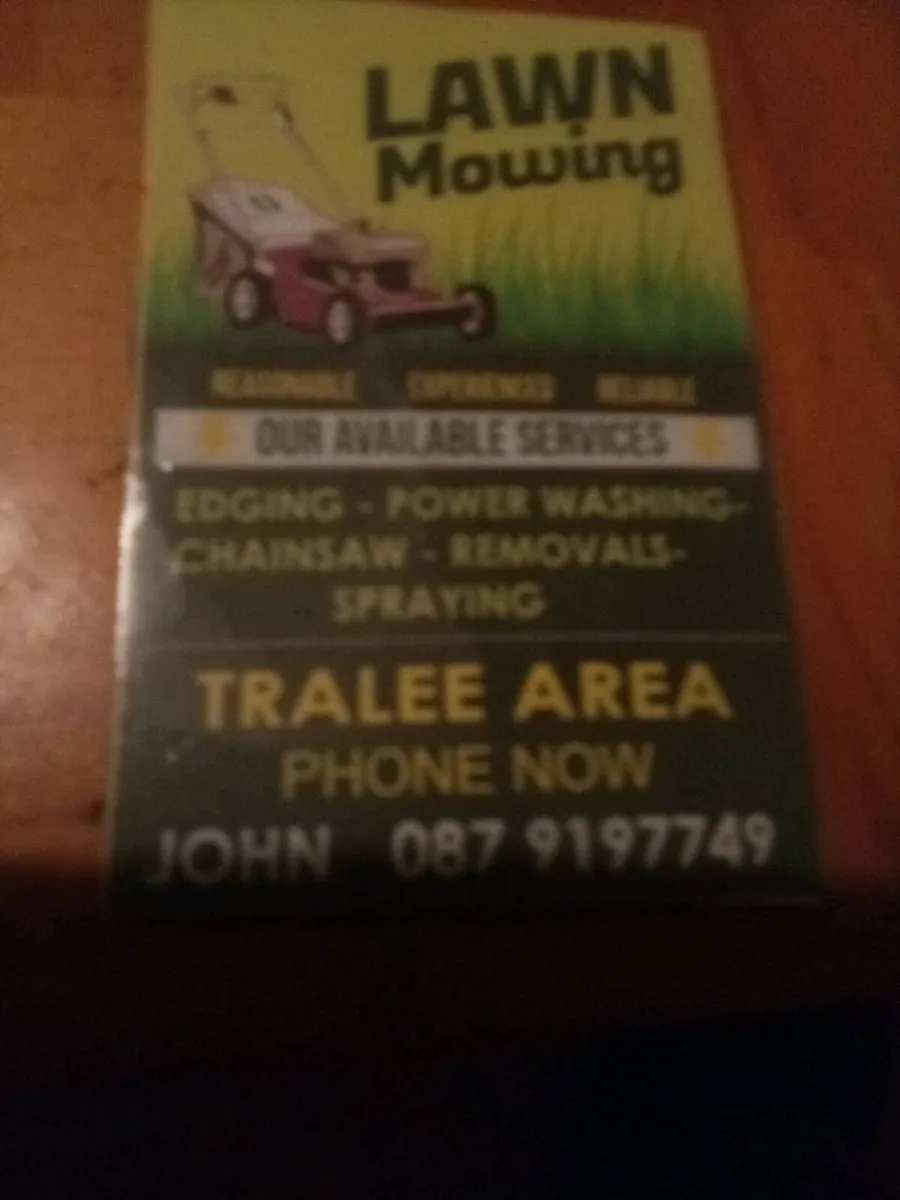 LAWN
Mowing
REASONABLE EXPERIENCED RELIABLE
OUR AVAILABLE SERVICES
EDGING - POWER WASHING-
CHAINSAW - REMOVALS-
SPRAYING
TRALEE AREA
PHONE NOW
JOHN 087 9197749